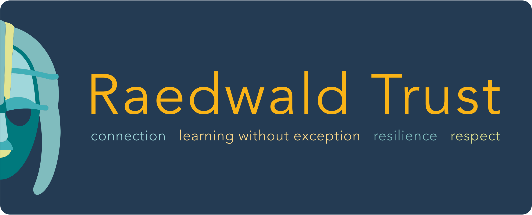 Raedwald Trust
connection learning without exception resilience respect